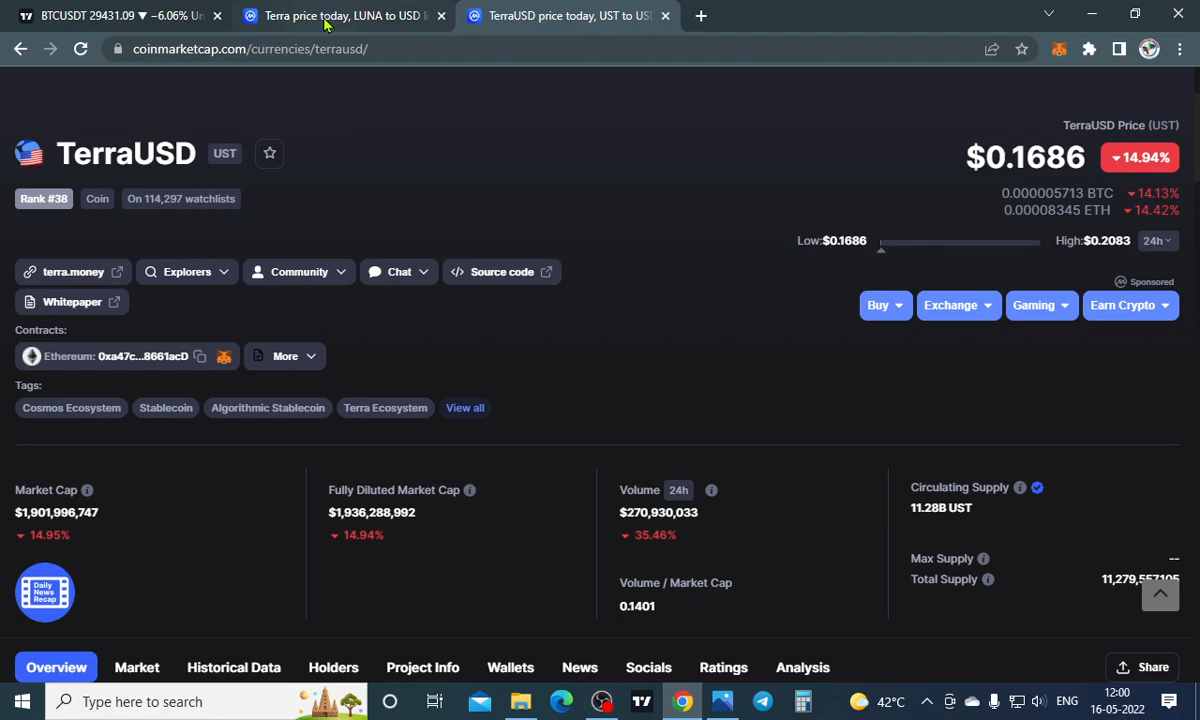 BTCUSDT 29431.09 ▼ −6.06% Un
Terra price today, LUNA to USD li
TerraUSD price today, UST to USD
coinmarketcap.com/currencies/terrausd/
TerraUSD UST
TerraUSD Price (UST)
$0.1686 14.94%
0.000005713 BTC 14.13%
0.00008345 ETH 14.42%
Rank #38 Coin On 114,297 watchlists
Low:$0.1686 High:$0.2083 24h
terra.money Explorers Community Chat Source code
Whitepaper
Sponsored
Buy Exchange Gaming Earn Crypto
Contracts:
Ethereum: 0xa47c...8661acD More
Tags:
Cosmos Ecosystem Stablecoin Algorithmic Stablecoin Terra Ecosystem View all
Market Cap
$1,901,996,747
14.95%
Fully Diluted Market Cap
$1,936,288,992
14.94%
Volume 24h
$270,930,033
35.46%
Volume / Market Cap
0.1401
Circulating Supply
11.28B UST
Max Supply --
Total Supply 11,279,557,105
Daily
News
Recap
Overview Market Historical Data Holders Project Info Wallets News Socials Ratings Analysis Share
Type here to search
42°C ENG
12:00
16-05-2022